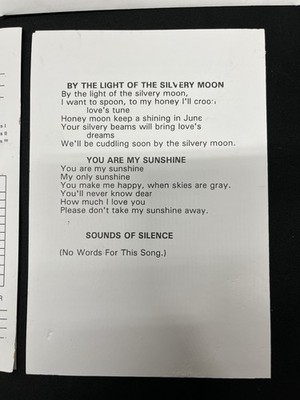 BY THE LIGHT OF THE SILVERY MOON
By the light of the silvery moon,
I want to spoon, to my honey I'll croon
love's tune
Honey moon keep a shining in June
Your silvery beams will bring love's
dreams
We'll be cuddling soon by the silvery moon.
YOU ARE MY SUNSHINE
You are my sunshine
My only sunshine
You make me happy, when skies are gray.
You'll never know dear
How much I love you
Please don't take my sunshine away.
SOUNDS OF SILENCE
(No Words For This Song.)